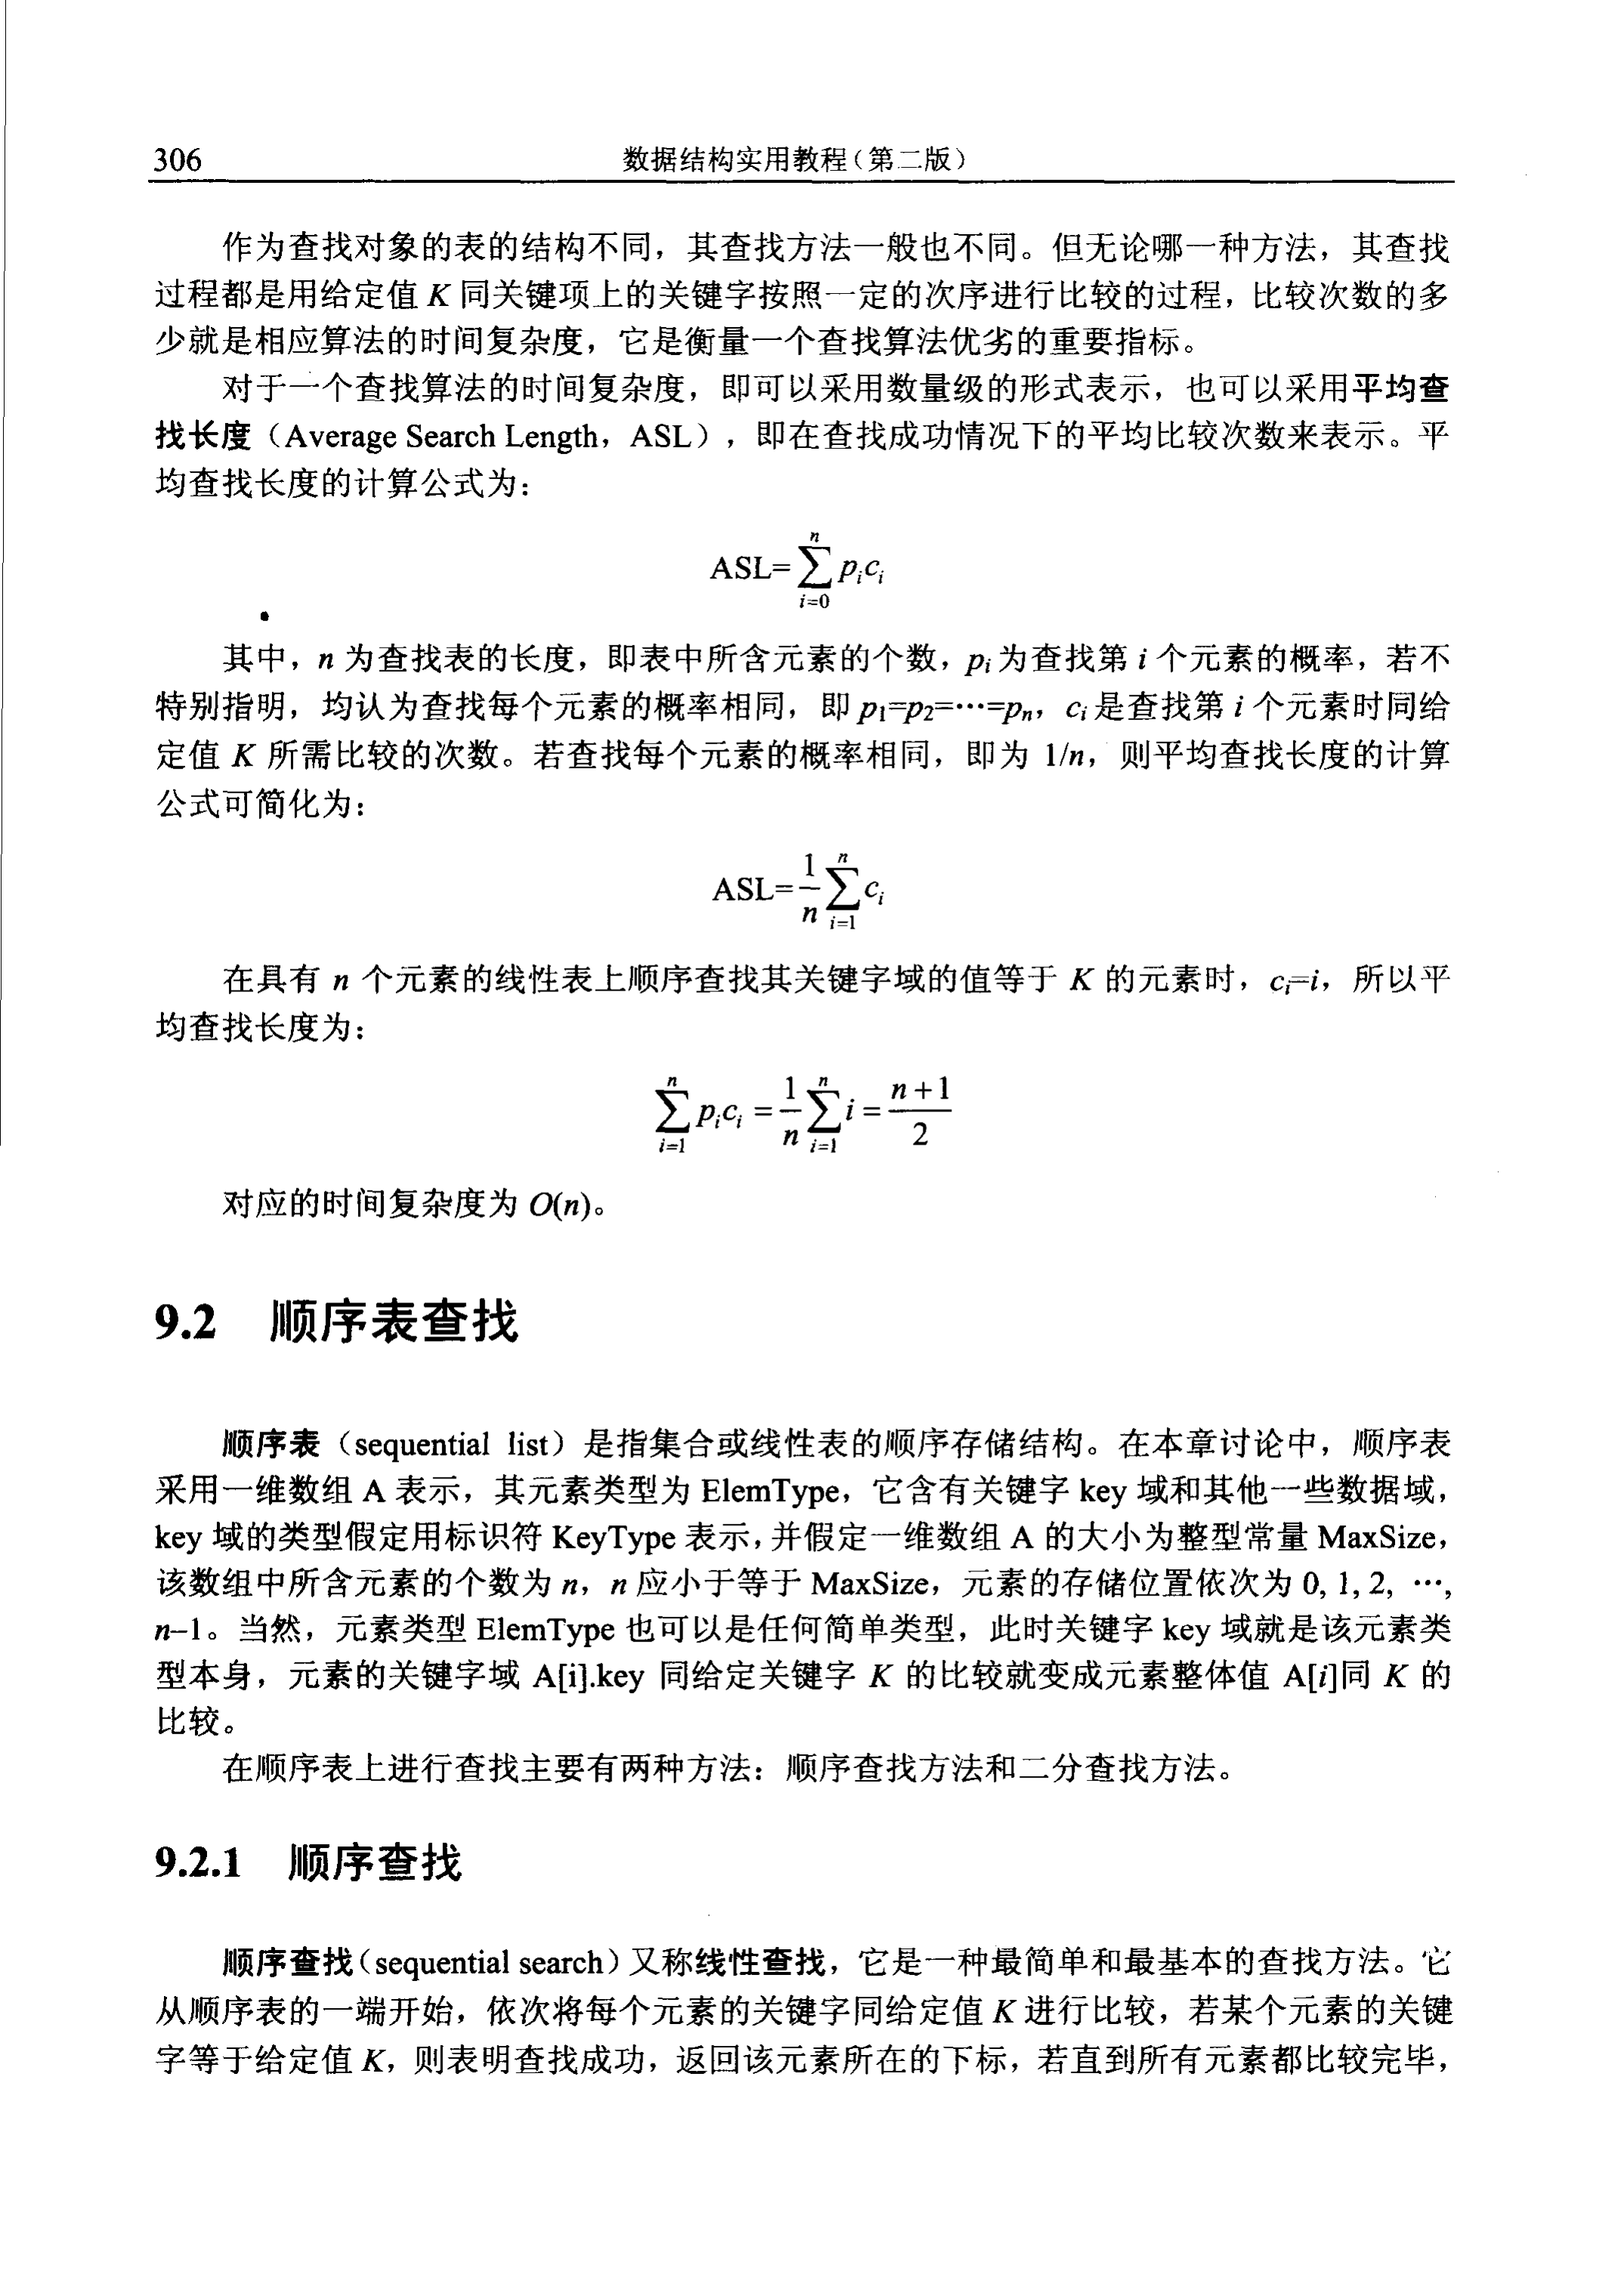 306 数据结构实用教程（第二版）
作为查找对象的表的结构不同，其查找方法一般也不同。但无论哪一种方法，其查找
过程都是用给定值 K 同关键项上的关键字按照一定的次序进行比较的过程，比较次数的多
少就是相应算法的时间复杂度，它是衡量一个查找算法优劣的重要指标。
对于一个查找算法的时间复杂度，即可以采用数量级的形式表示，也可以采用平均查
找长度（Average Search Length，ASL），即在查找成功情况下的平均比较次数来表示。平
均查找长度的计算公式为：
ASL=∑_{i=0}^{n} p_i c_i
其中，n 为查找表的长度，即表中所含元素的个数，p_i 为查找第 i 个元素的概率，若不
特别指明，均认为查找每个元素的概率相同，即 p_1=p_2=…=p_n，c_i 是查找第 i 个元素时同给
定值 K 所需比较的次数。若查找每个元素的概率相同，即为 1/n，则平均查找长度的计算
公式可简化为：
ASL=\frac{1}{n}∑_{i=1}^{n} c_i
在具有 n 个元素的线性表上顺序查找其关键字域的值等于 K 的元素时，c_i=i，所以平
均查找长度为：
∑_{i=1}^{n} p_i c_i = \frac{1}{n}∑_{i=1}^{n} i = \frac{n+1}{2}
对应的时间复杂度为 O(n)。
9.2 顺序表查找
顺序表（sequential list）是指集合或线性表的顺序存储结构。在本章讨论中，顺序表
采用一维数组 A 表示，其元素类型为 ElemType，它含有关键字 key 域和其他一些数据域，
key 域的类型假定用标识符 KeyType 表示，并假定一维数组 A 的大小为整型常量 MaxSize，
该数组中所含元素的个数为 n，n 应小于等于 MaxSize，元素的存储位置依次为 0, 1, 2, …,
n–1。当然，元素类型 ElemType 也可以是任何简单类型，此时关键字 key 域就是该元素类
型本身，元素的关键字域 A[i].key 同给定关键字 K 的比较就变成元素整体值 A[i]同 K 的
比较。
在顺序表上进行查找主要有两种方法：顺序查找方法和二分查找方法。
9.2.1 顺序查找
顺序查找（sequential search）又称线性查找，它是一种最简单和最基本的查找方法。它
从顺序表的一端开始，依次将每个元素的关键字同给定值 K 进行比较，若某个元素的关键
字等于给定值 K，则表明查找成功，返回该元素所在的下标，若直到所有元素都比较完毕，